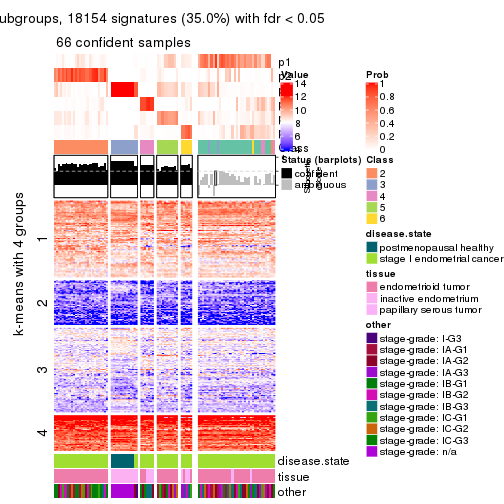 ubgroups, 18154 signatures (35.0%) with fdr < 0.05
66 confident samples
p1
Value
14
12
10
8
6
Prob
1
0.8
0.6
0.4
0.2
0
Status (barplots)
confident
ambiguous
Class
2
3
4
5
6
disease.state
postmenopausal healthy
stage I endometrial cancer
tissue
endometrioid tumor
inactive endometrium
papillary serous tumor
other
stage-grade: I-G3
stage-grade: IA-G1
stage-grade: IA-G2
stage-grade: IA-G3
stage-grade: IB-G1
stage-grade: IB-G2
stage-grade: IB-G3
stage-grade: IC-G1
stage-grade: IC-G2
stage-grade: IC-G3
stage-grade: n/a
k-means with 4 groups
1
2
3
4
disease.state
tissue
other